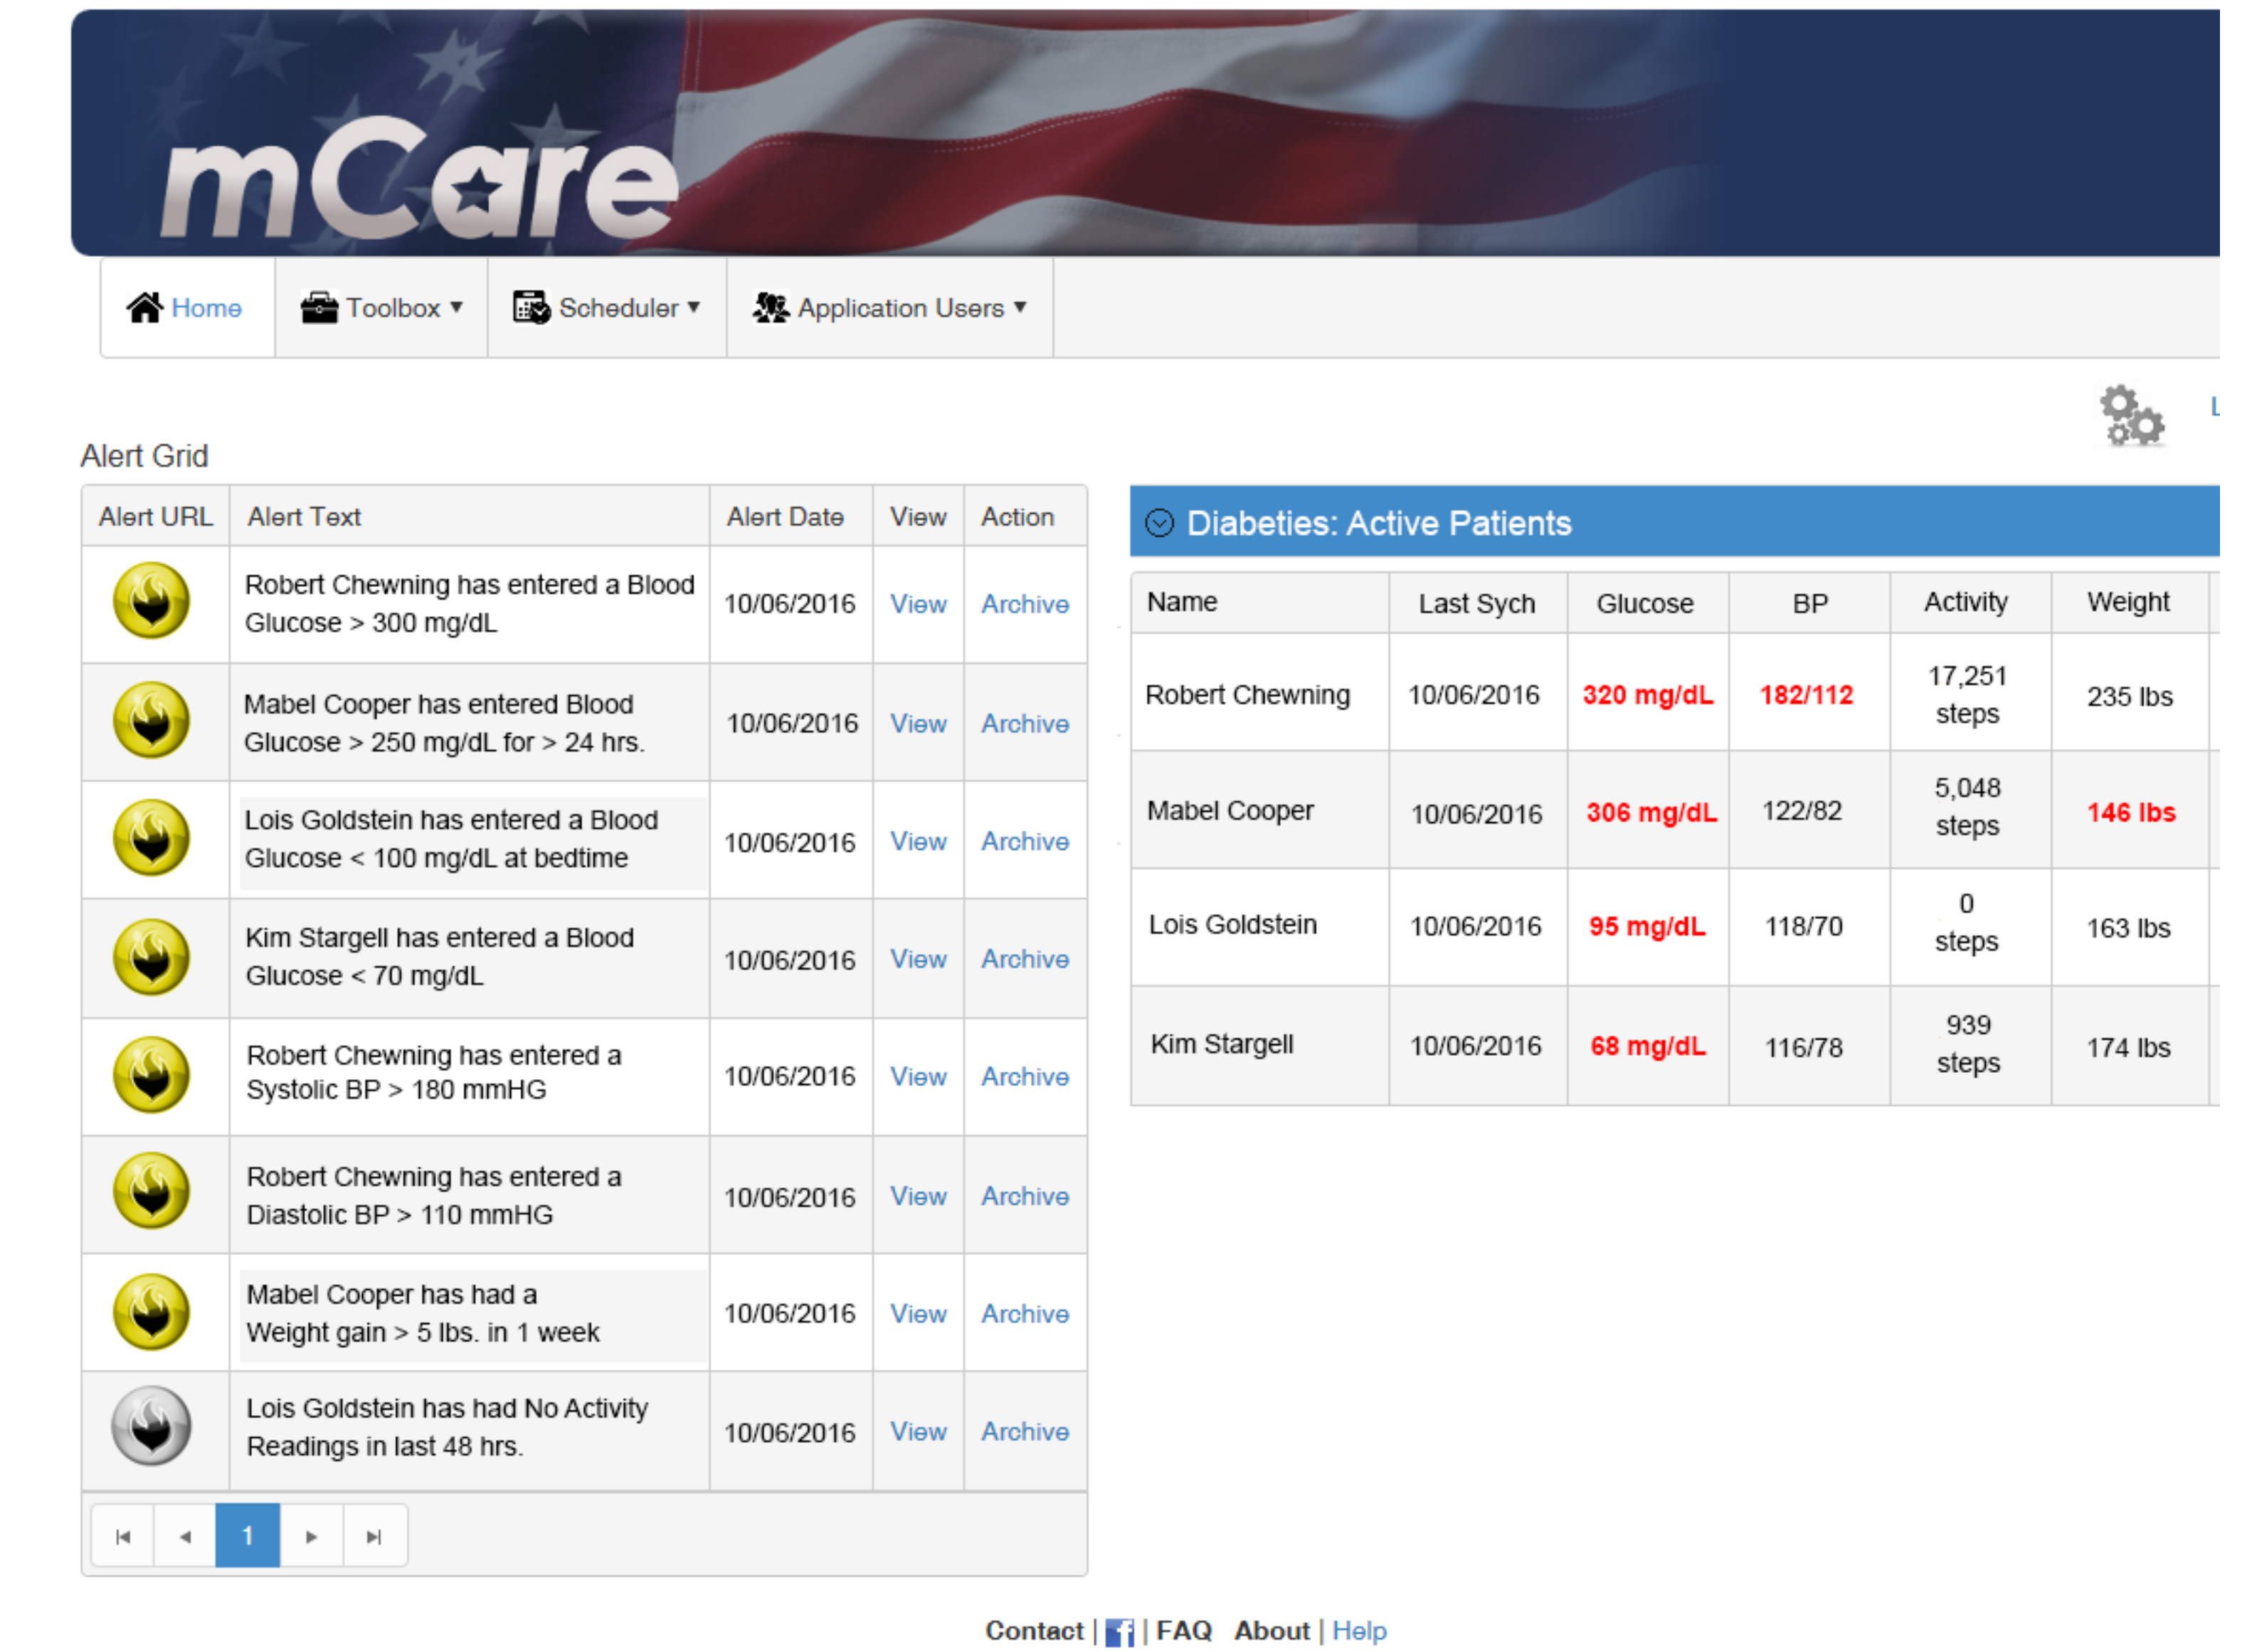 mCare
Home Toolbox Scheduler Application Users
L
Alert Grid
Alert URL Alert Text Alert Date View Action
Robert Chewning has entered a Blood
Glucose > 300 mg/dL
10/06/2016 View Archive
Mabel Cooper has entered Blood
Glucose > 250 mg/dL for > 24 hrs.
10/06/2016 View Archive
Lois Goldstein has entered a Blood
Glucose < 100 mg/dL at bedtime
10/06/2016 View Archive
Kim Stargell has entered a Blood
Glucose < 70 mg/dL
10/06/2016 View Archive
Robert Chewning has entered a
Systolic BP > 180 mmHG
10/06/2016 View Archive
Robert Chewning has entered a
Diastolic BP > 110 mmHG
10/06/2016 View Archive
Mabel Cooper has had a
Weight gain > 5 lbs. in 1 week
10/06/2016 View Archive
Lois Goldstein has had No Activity
Readings in last 48 hrs.
10/06/2016 View Archive
1
Diabeties: Active Patients
Name Last Sych Glucose BP Activity Weight
Robert Chewning 10/06/2016 320 mg/dL 182/112 17,251
steps
235 lbs
Mabel Cooper 10/06/2016 306 mg/dL 122/82 5,048
steps
146 lbs
Lois Goldstein 10/06/2016 95 mg/dL 118/70 0
steps
163 lbs
Kim Stargell 10/06/2016 68 mg/dL 116/78 939
steps
174 lbs
Contact | f | FAQ About | Help